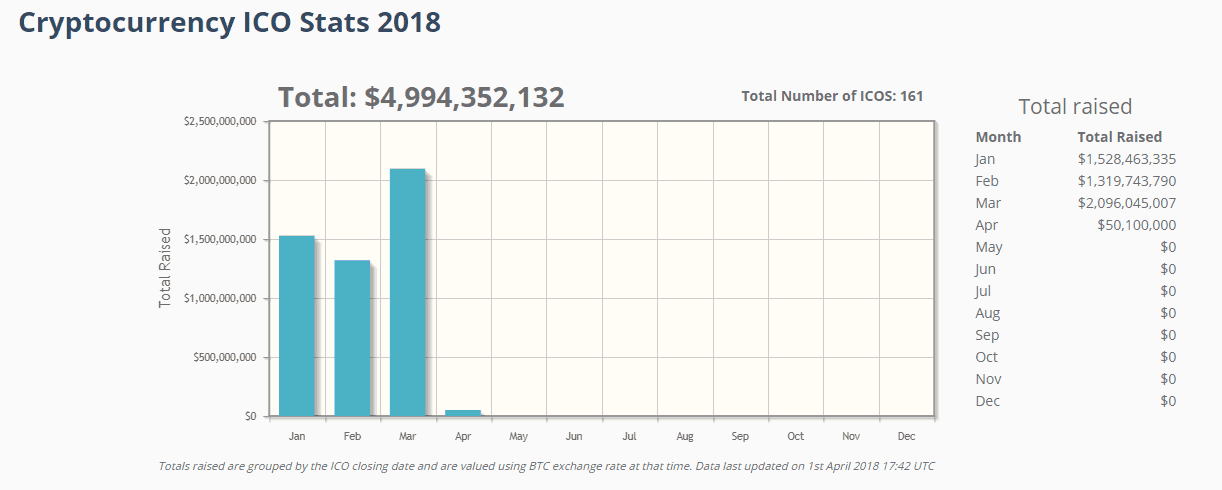 Cryptocurrency ICO Stats 2018
Total: $4,994,352,132
Total Number of ICOS: 161
$2,500,000,000
$2,000,000,000
$1,500,000,000
$1,000,000,000
$500,000,000
$0
Total Raised
Jan Feb Mar Apr May Jun Jul Aug Sep Oct Nov Dec
Total raised
Month Total Raised
Jan $1,528,463,335
Feb $1,319,743,790
Mar $2,096,045,007
Apr $50,100,000
May $0
Jun $0
Jul $0
Aug $0
Sep $0
Oct $0
Nov $0
Dec $0
Totals raised are grouped by the ICO closing date and are valued using BTC exchange rate at that time. Data last updated on 1st April 2018 17:42 UTC